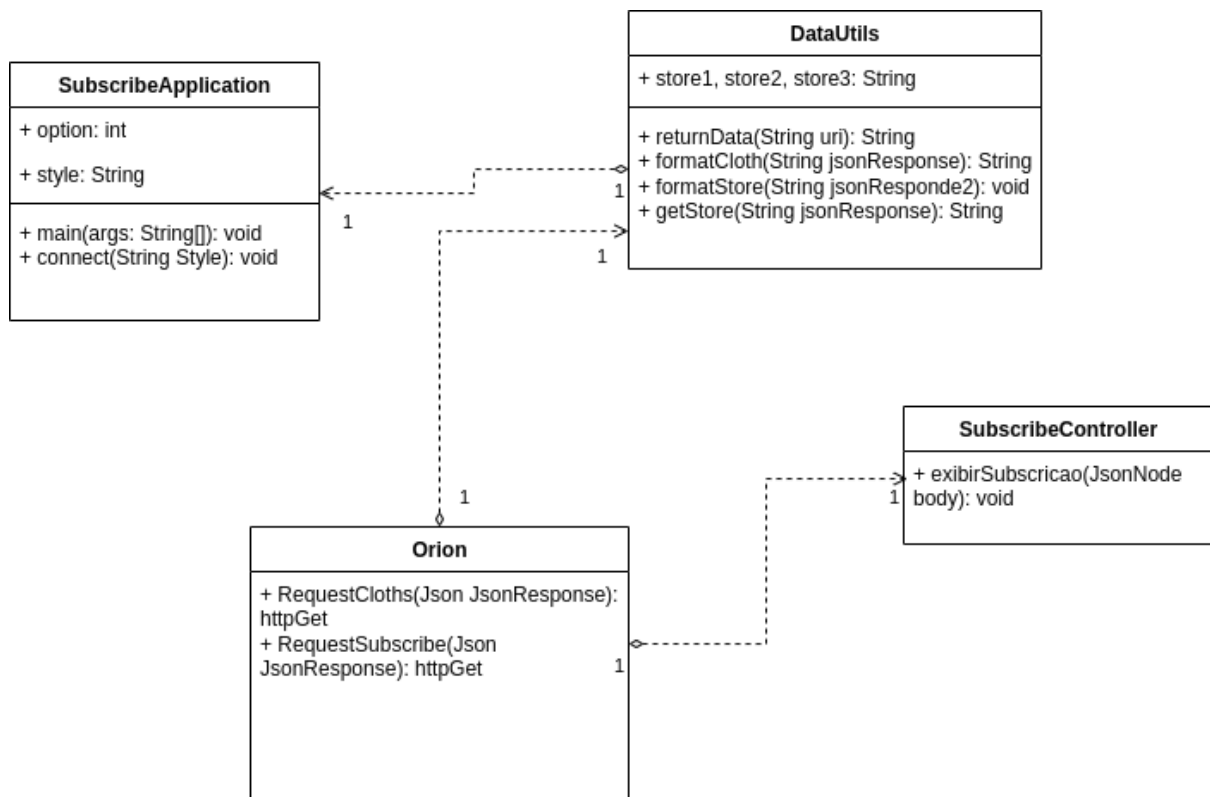 DataUtils
+ store1, store2, store3: String
+ returnData(String uri): String
+ formatCloth(String jsonResponse): String
+ formatStore(String jsonResponde2): void
+ getStore(String jsonResponse): String
SubscribeApplication
+ option: int
+ style: String
+ main(args: String[]): void
+ connect(String Style): void
1
1
1
1
SubscribeController
+ exibirSubscricao(JsonNode
body): void
1
Orion
+ RequestCloths(Json JsonResponse):
httpGet
+ RequestSubscribe(Json
JsonResponse): httpGet
1